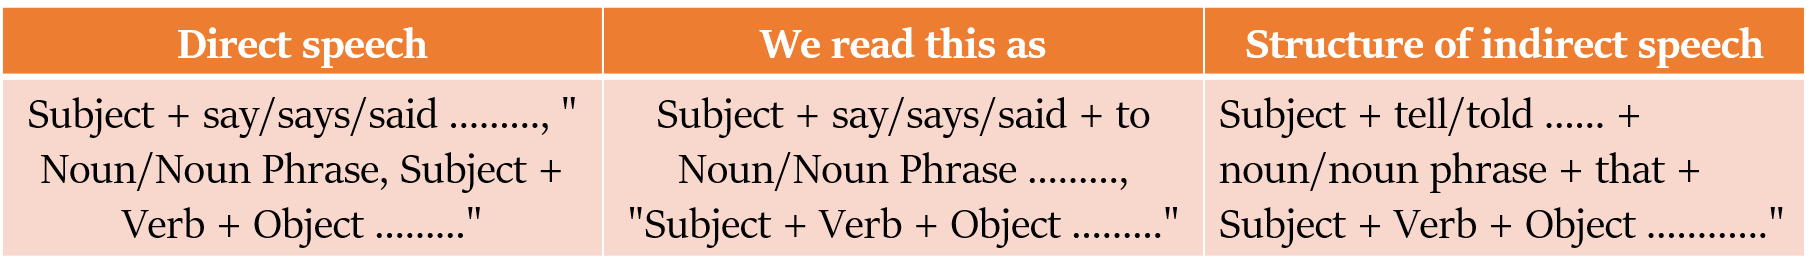 Direct speech
We read this as
Structure of indirect speech
Subject + say/says/said ........., "
Noun/Noun Phrase, Subject +
Verb + Object ........."
Subject + say/says/said + to
Noun/Noun Phrase .........,
"Subject + Verb + Object ........."
Subject + tell/told ...... +
noun/noun phrase + that +
Subject + Verb + Object ............"